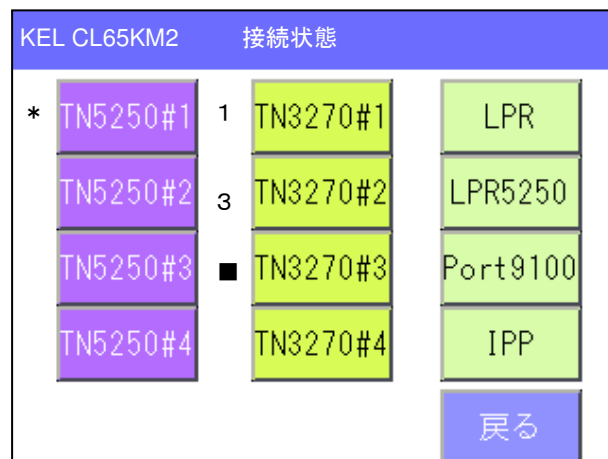 KEL CL65KM2 接続状態
* TN5250#1 1 TN3270#1 LPR
TN5250#2 3 TN3270#2 LPR5250
TN5250#3 ■ TN3270#3 Port9100
TN5250#4 TN3270#4 IPP
戻る